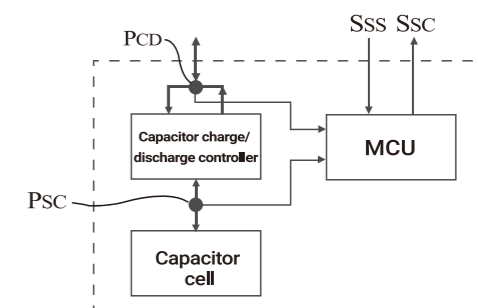 PCD
SSS SSC
Capacitor charge/
discharge controller
MCU
PSC
Capacitor
cell